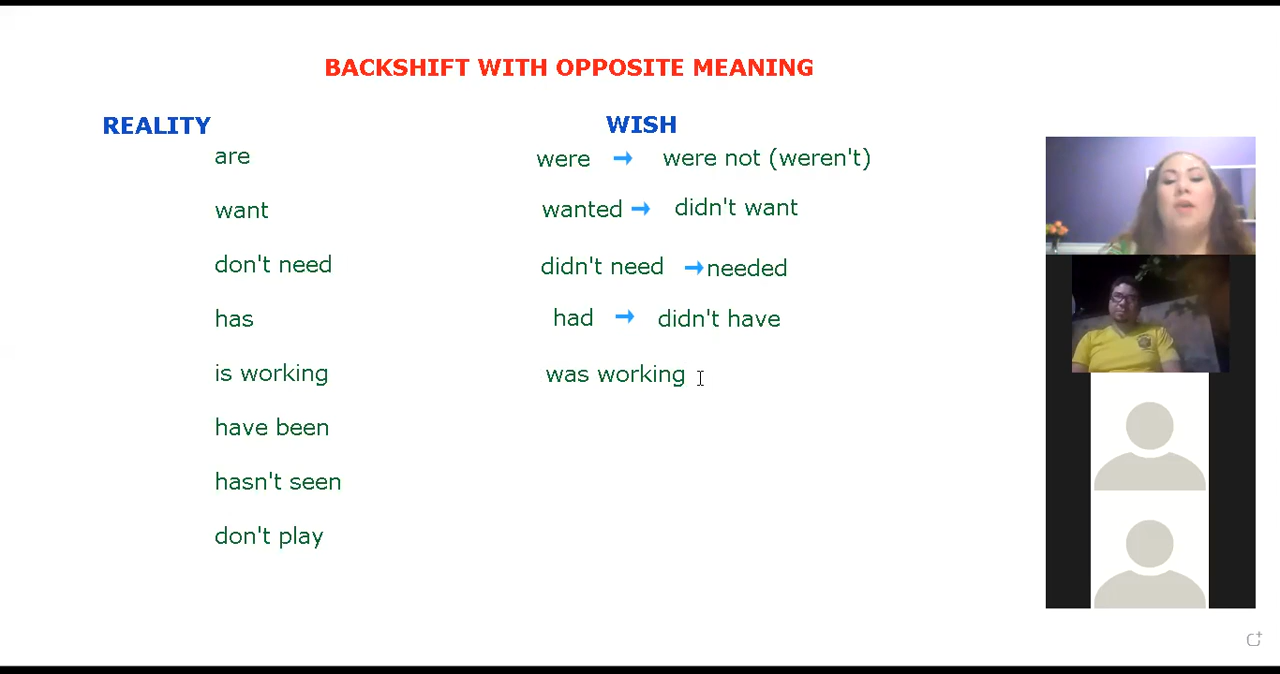 BACKSHIFT WITH OPPOSITE MEANING
REALITY WISH
are were → were not (weren't)
want wanted → didn't want
don't need didn't need → needed
has had → didn't have
is working was working
have been
hasn't seen
don't play